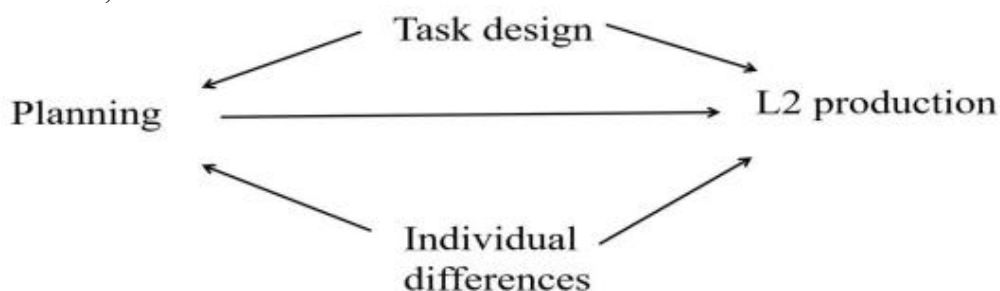 Task design
Planning
L2 production
Individual
differences